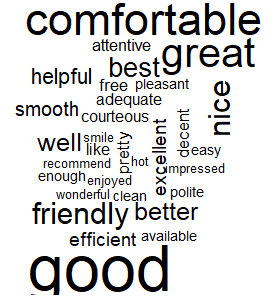 comfortable
attentive
great
best
helpful
free pleasant
adequate
smooth
courteous
nice
well
smile
like
pretty
hot
excellent
decent
easy
recommend
impressed
enough
enjoyed
wonderful
clean
polite
friendly
better
efficient
available
good